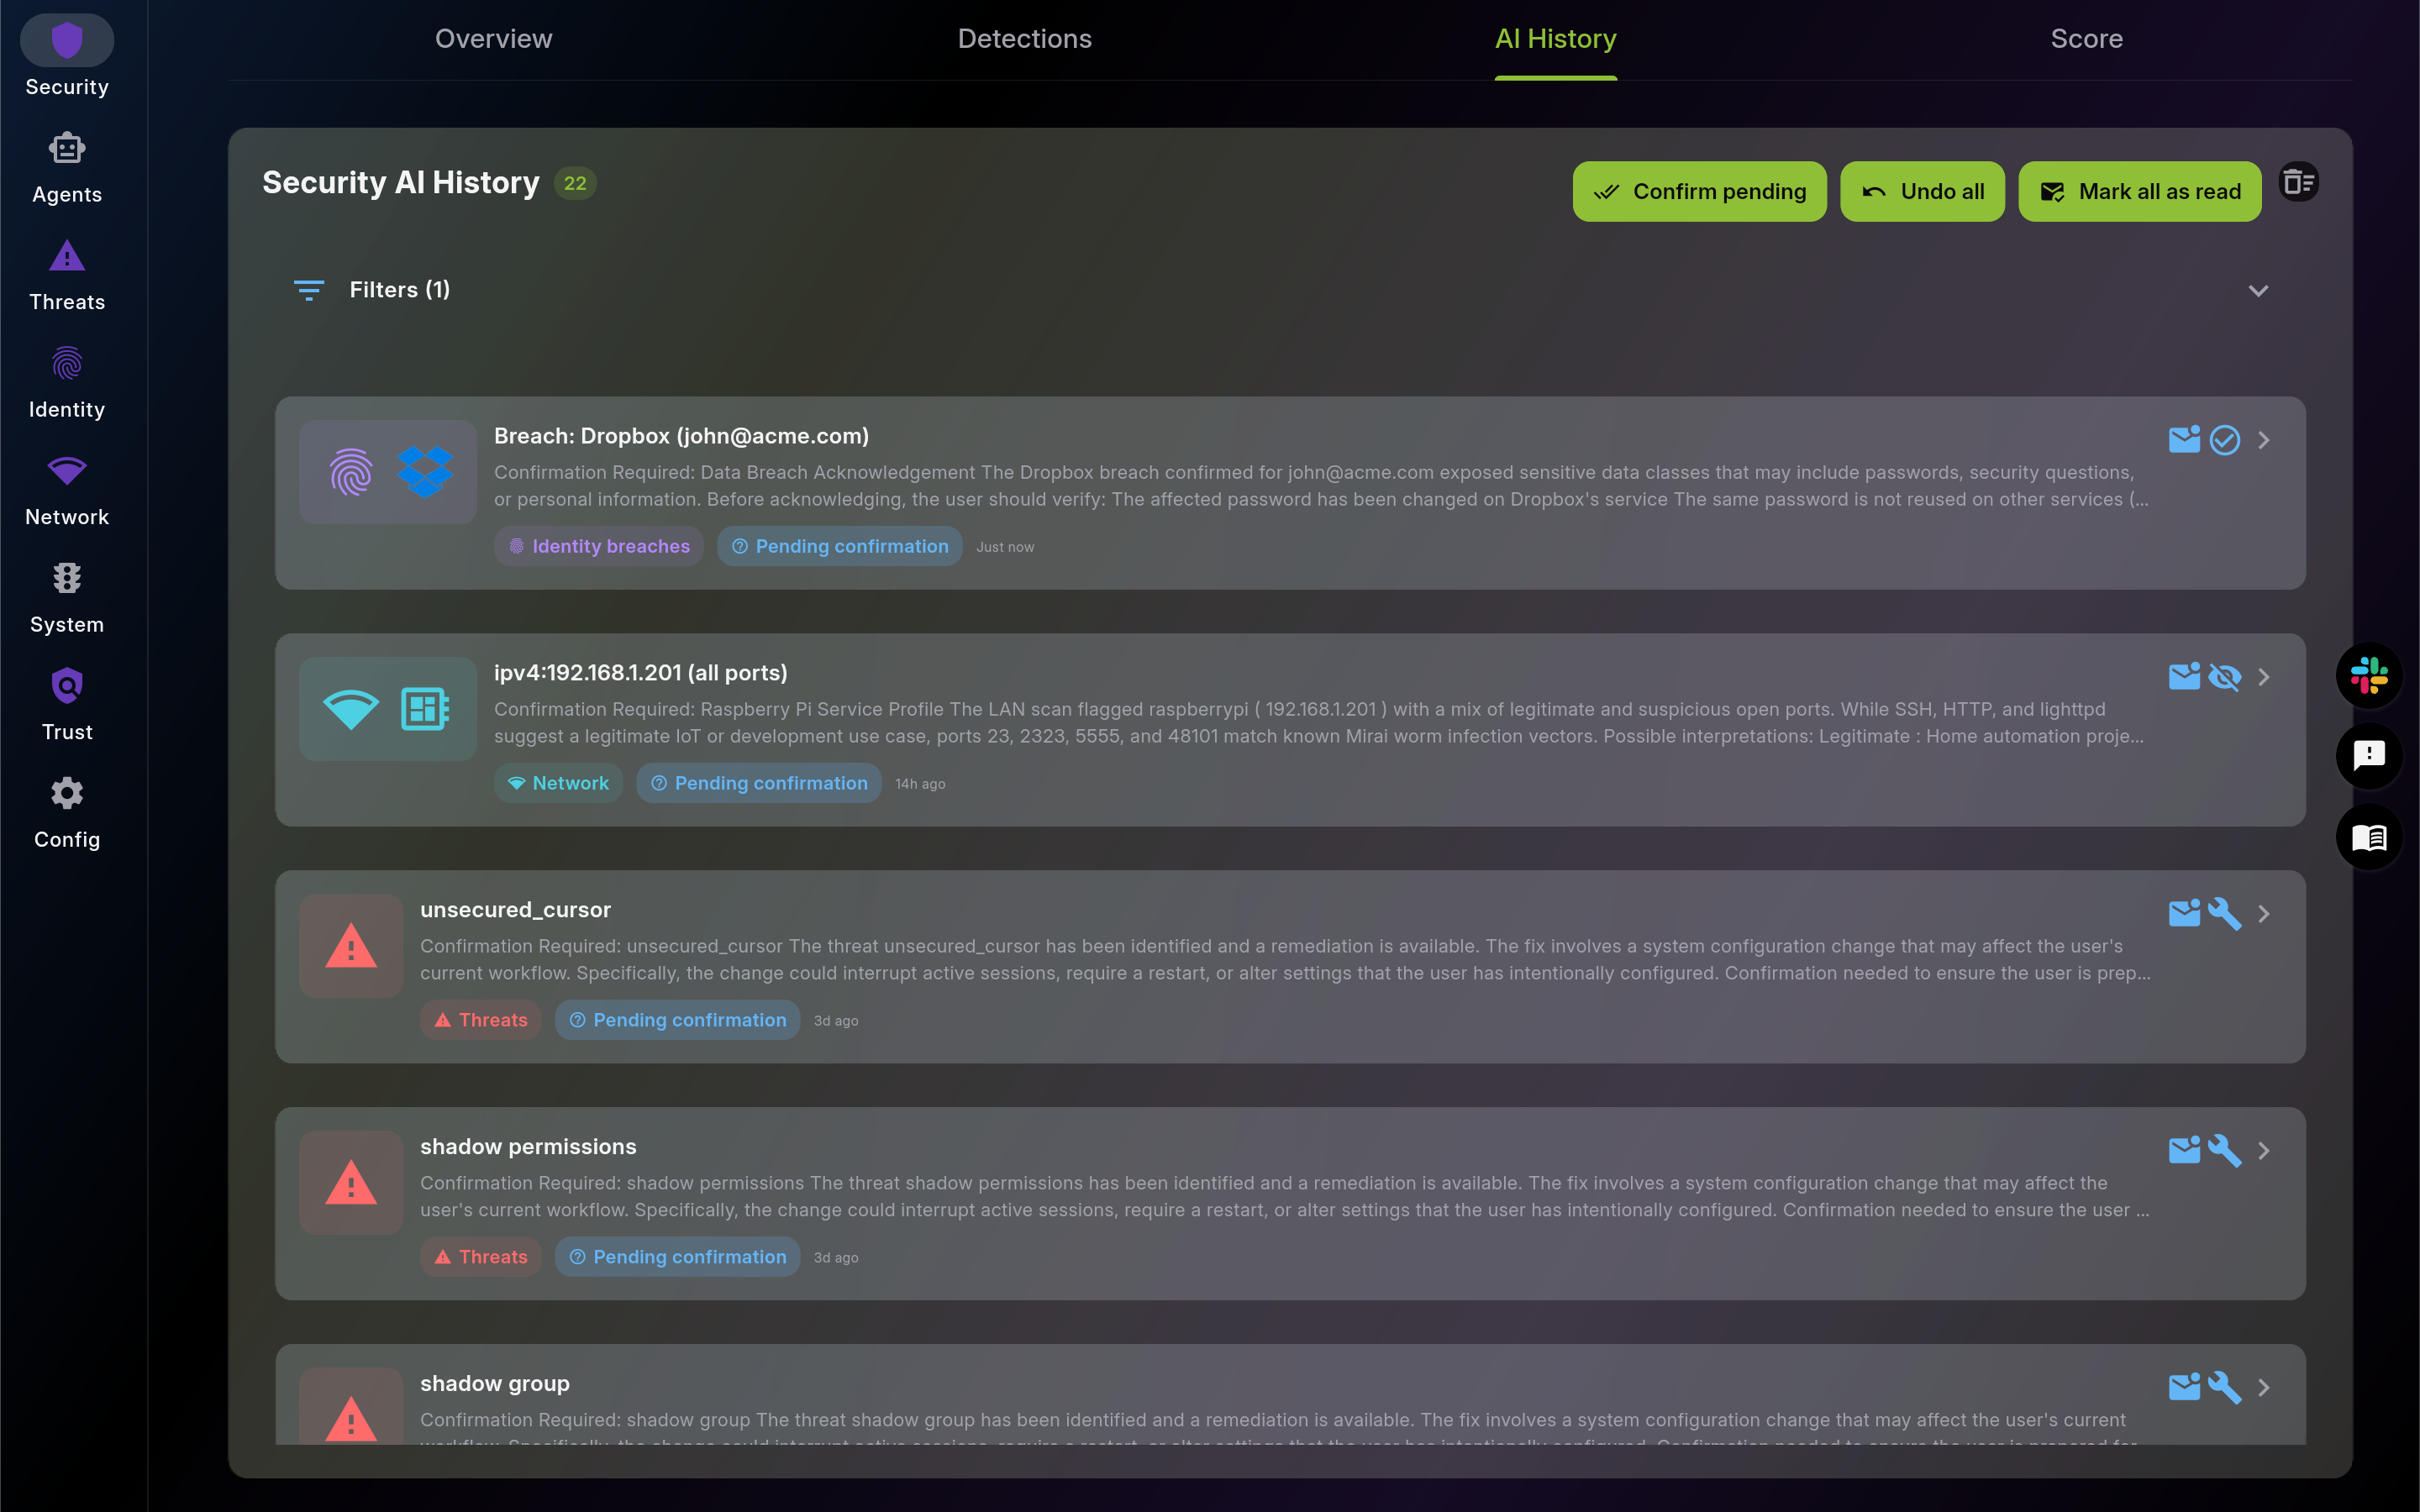 Security
Agents
Threats
Identity
Network
System
Trust
Config
Overview
Detections
AI History
Score
Security AI History 22
Confirm pending
Undo all
Mark all as read
Filters (1)
Breach: Dropbox (john@acme.com)
Confirmation Required: Data Breach Acknowledgement The Dropbox breach confirmed for john@acme.com exposed sensitive data classes that may include passwords, security questions,
or personal information. Before acknowledging, the user should verify: The affected password has been changed on Dropbox's service The same password is not reused on other services (...
Identity breaches Pending confirmation Just now
ipv4:192.168.1.201 (all ports)
Confirmation Required: Raspberry Pi Service Profile The LAN scan flagged raspberrypi ( 192.168.1.201 ) with a mix of legitimate and suspicious open ports. While SSH, HTTP, and lighttpd
suggest a legitimate IoT or development use case, ports 23, 2323, 5555, and 48101 match known Mirai worm infection vectors. Possible interpretations: Legitimate : Home automation proje...
Network Pending confirmation 14h ago
unsecured_cursor
Confirmation Required: unsecured_cursor The threat unsecured_cursor has been identified and a remediation is available. The fix involves a system configuration change that may affect the user's
current workflow. Specifically, the change could interrupt active sessions, require a restart, or alter settings that the user has intentionally configured. Confirmation needed to ensure the user is prep...
Threats Pending confirmation 3d ago
shadow permissions
Confirmation Required: shadow permissions The threat shadow permissions has been identified and a remediation is available. The fix involves a system configuration change that may affect the
user's current workflow. Specifically, the change could interrupt active sessions, require a restart, or alter settings that the user has intentionally configured. Confirmation needed to ensure the user ...
Threats Pending confirmation 3d ago
shadow group
Confirmation Required: shadow group The threat shadow group has been identified and a remediation is available. The fix involves a system configuration change that may affect the user's current